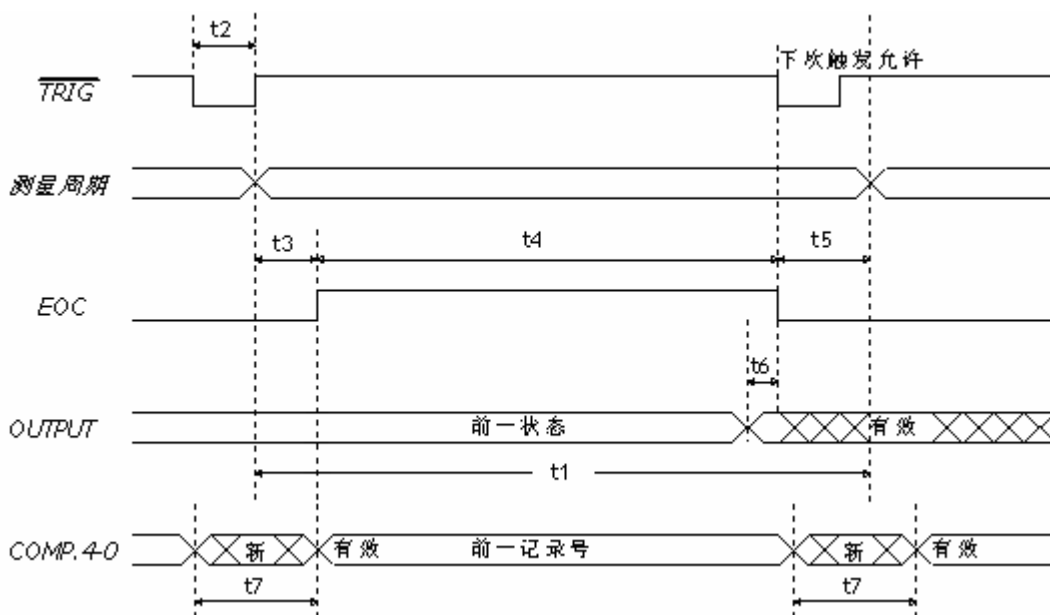 t2
下次触发允许
TRIG
测量周期
t3
t4
t5
EOC
t6
OUTPUT
前一状态
有效
t1
COMP.4-0
新
有效
前一记录号
新
有效
t7
t7